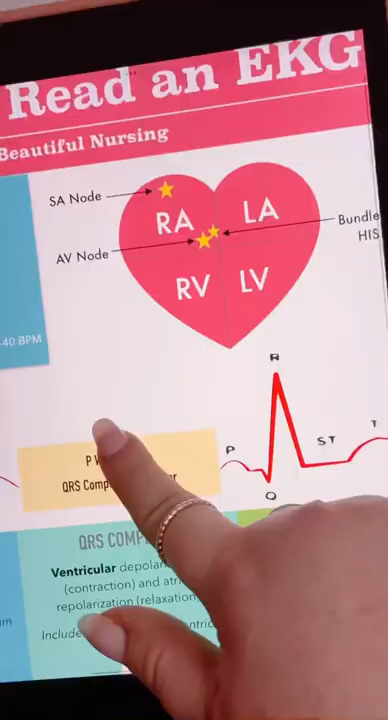 Read an EKG
Beautiful Nursing
SA Node
RA
LA
Bundle
HIS
AV Node
RV
LV
-40 BPM
R
P
ST
T
Q
P
QRS Comp
QRS COMP
Ventricular depolar
(contraction) and atri
repolarization (relaxation
Include